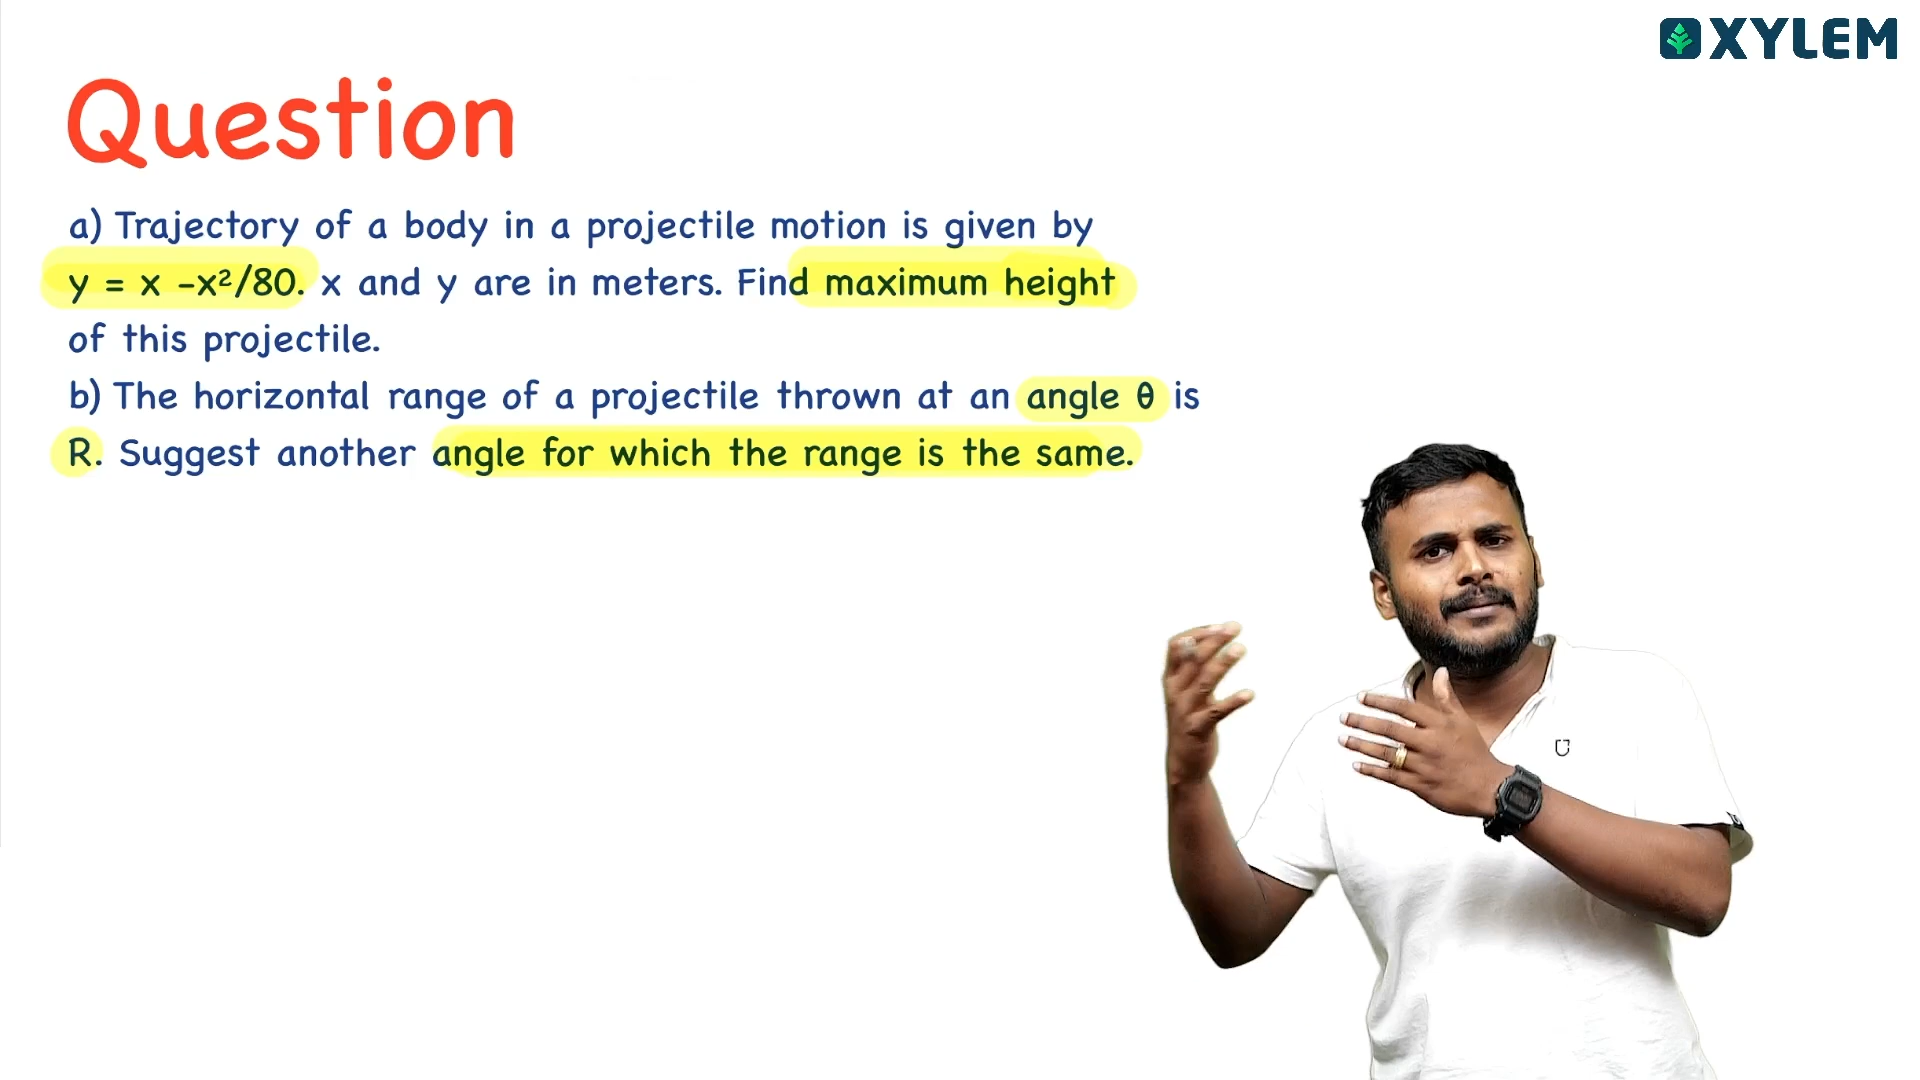 XYLEM
Question
a) Trajectory of a body in a projectile motion is given by
y = x -x²/80. x and y are in meters. Find maximum height
of this projectile.
b) The horizontal range of a projectile thrown at an angle θ is
R. Suggest another angle for which the range is the same.